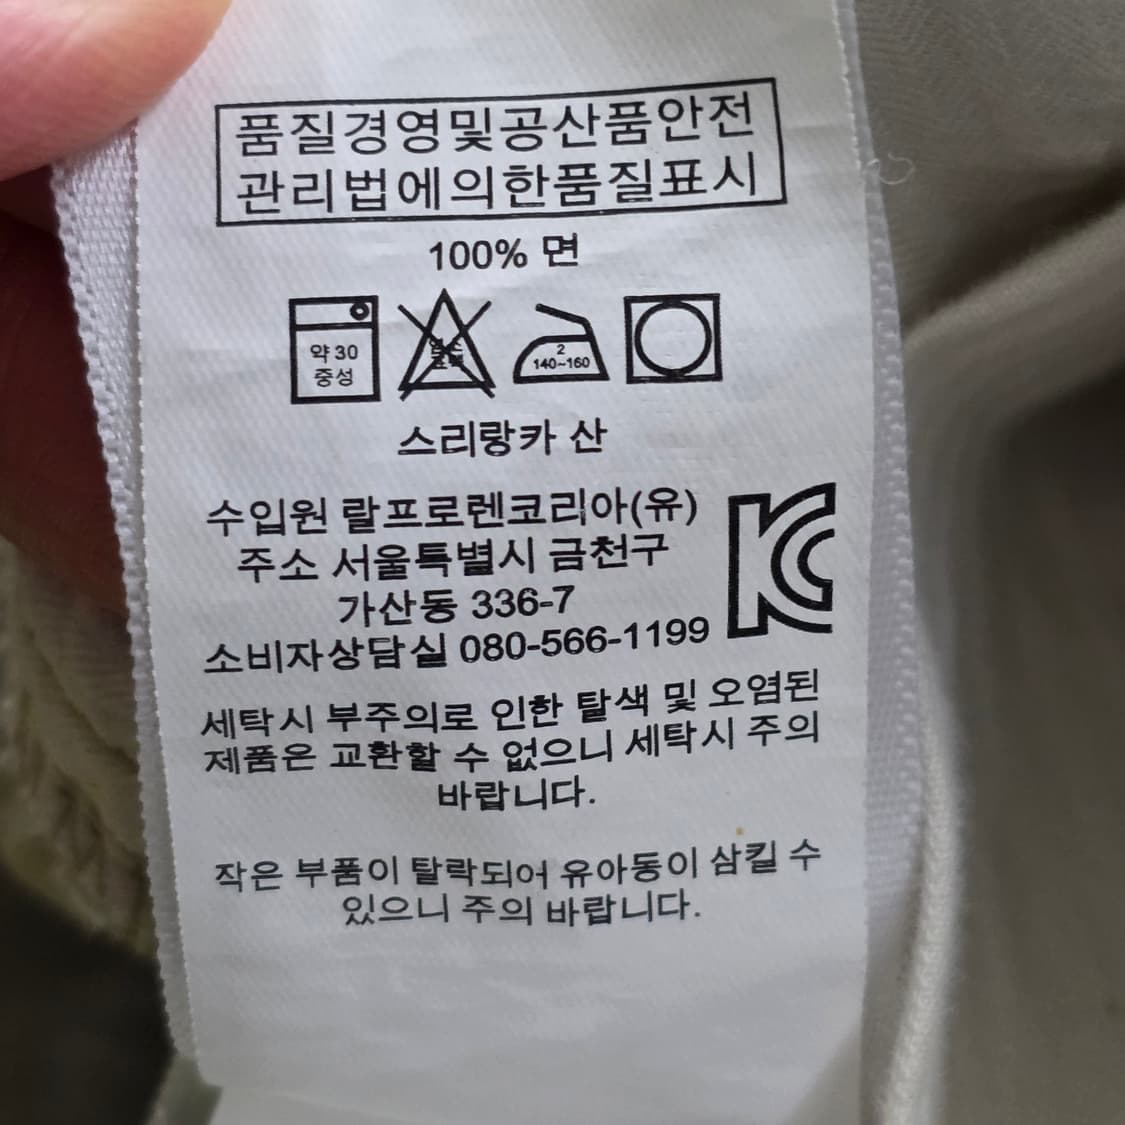 품질경영및공산품안전
관리법에의한품질표시
100% 면
약 30
중성
2
140~160
스리랑카 산
수입원 랄프로렌코리아(유)
주소 서울특별시 금천구
가산동 336-7
소비자상담실 080-566-1199
KC
세탁시 부주의로 인한 탈색 및 오염된
제품은 교환할 수 없으니 세탁시 주의
바랍니다.
작은 부품이 탈락되어 유아동이 삼킬 수
있으니 주의 바랍니다.